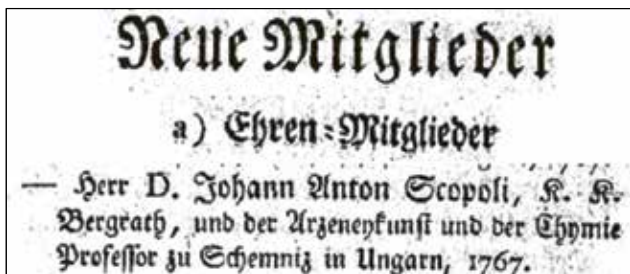 Neue Mitglieder
a) Ehren=Mitglieder
— Herr D. Johann Anton Scopoli, K. K.
Bergrath, und der Arzeneykunst und der Chymie
Professor zu Schemniz in Ungarn, 1767.